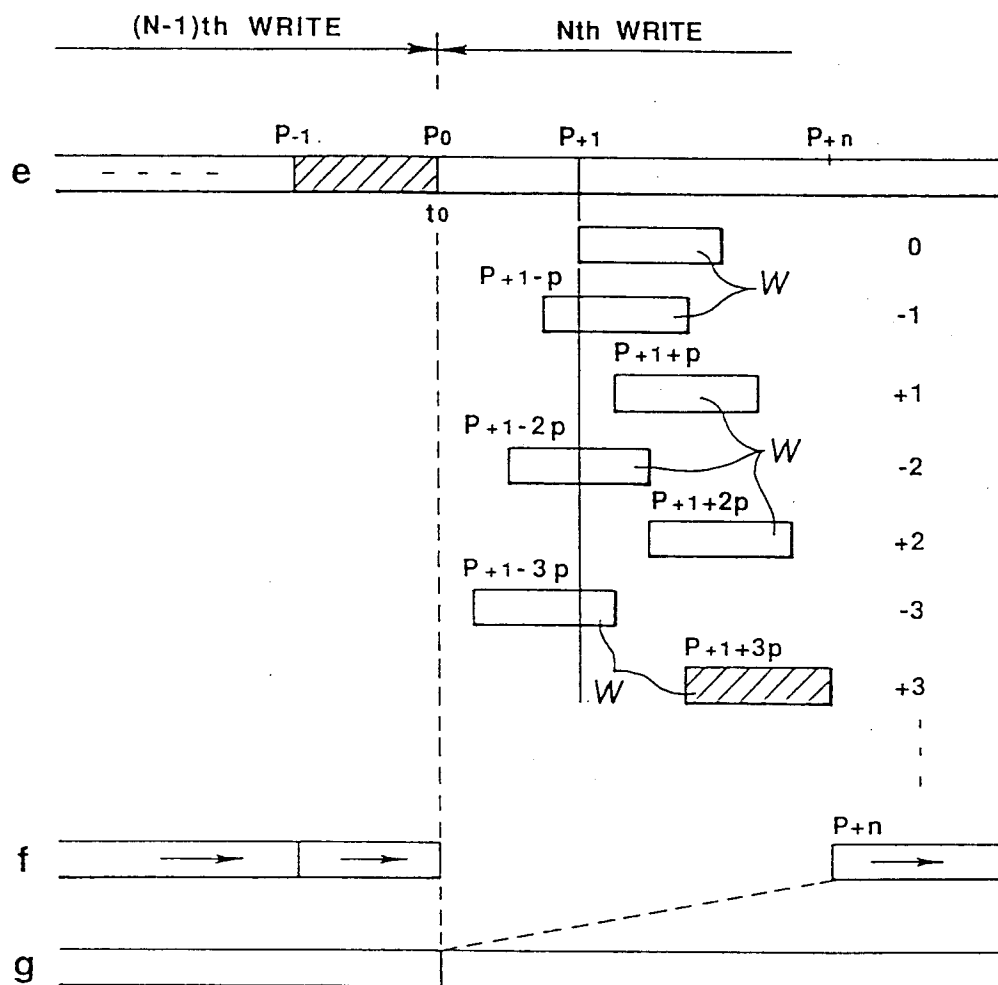 (N-1)th WRITE Nth WRITE
P-1 P0 P+1 P+n
e
t0
0
P+1-p W
-1
P+1+p
+1
P+1-2p W
-2
P+1+2p
+2
P+1-3p
-3
P+1+3p
W +3
P+n
f
g